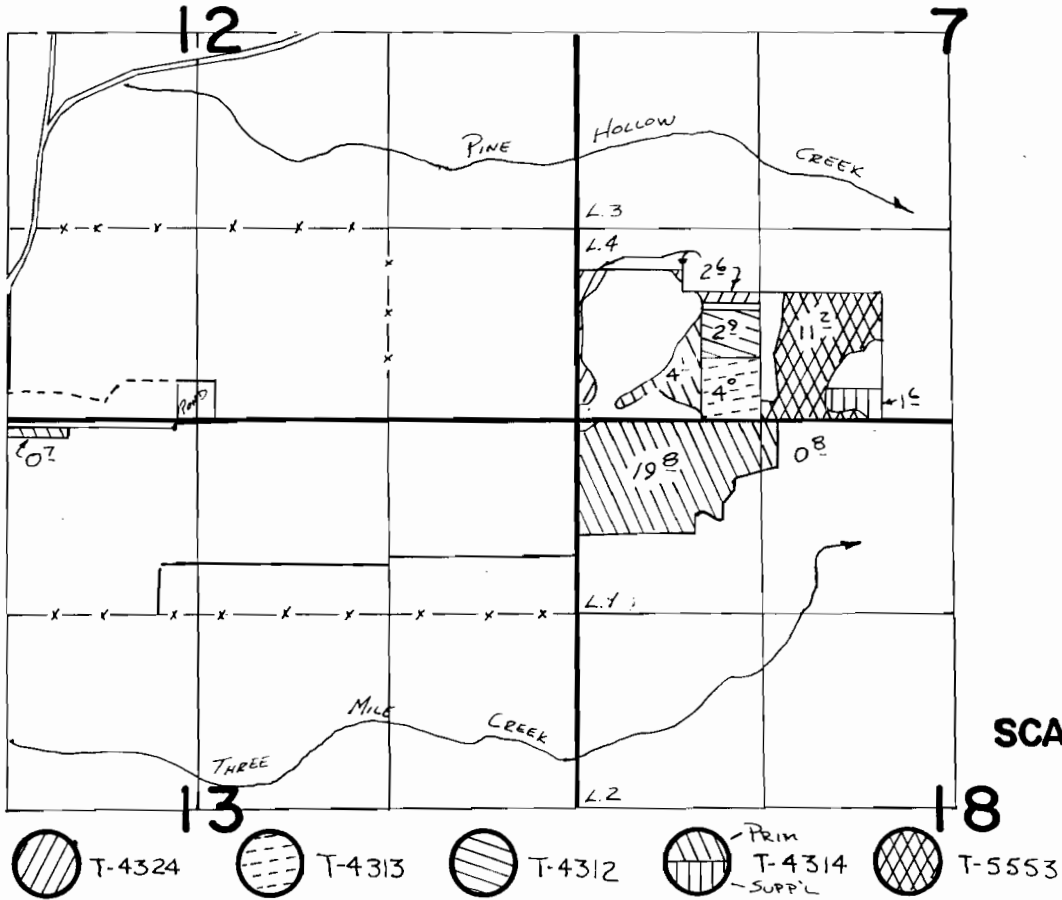 12
7
PINE HOLLOW CREEK
L.3
L.4
2 6
2 9
11 2
4
4 0
POND
1 6
0 7
19 8
0 8
L.1
MILE
THREE
CREEK
SCA
L.2
13
18
T-4324
T-4313
T-4312
PRIM
T-4314
SUPP'L
T-5553